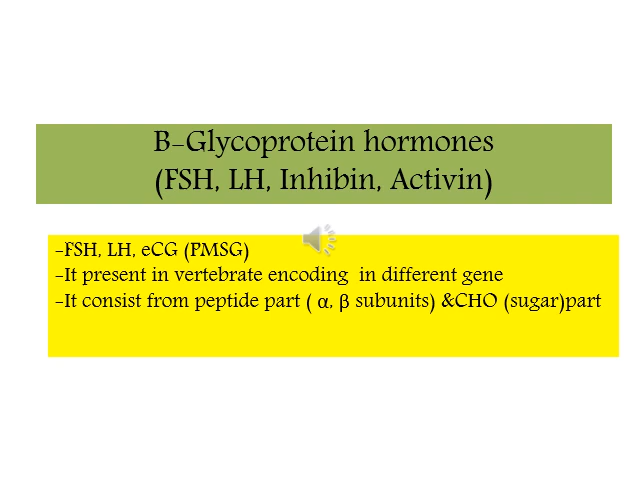 B-Glycoprotein hormones
(FSH, LH, Inhibin, Activin)
-FSH, LH, eCG (PMSG)
-It present in vertebrate encoding  in different gene
-It consist from peptide part ( α, β subunits) &CHO (sugar)part